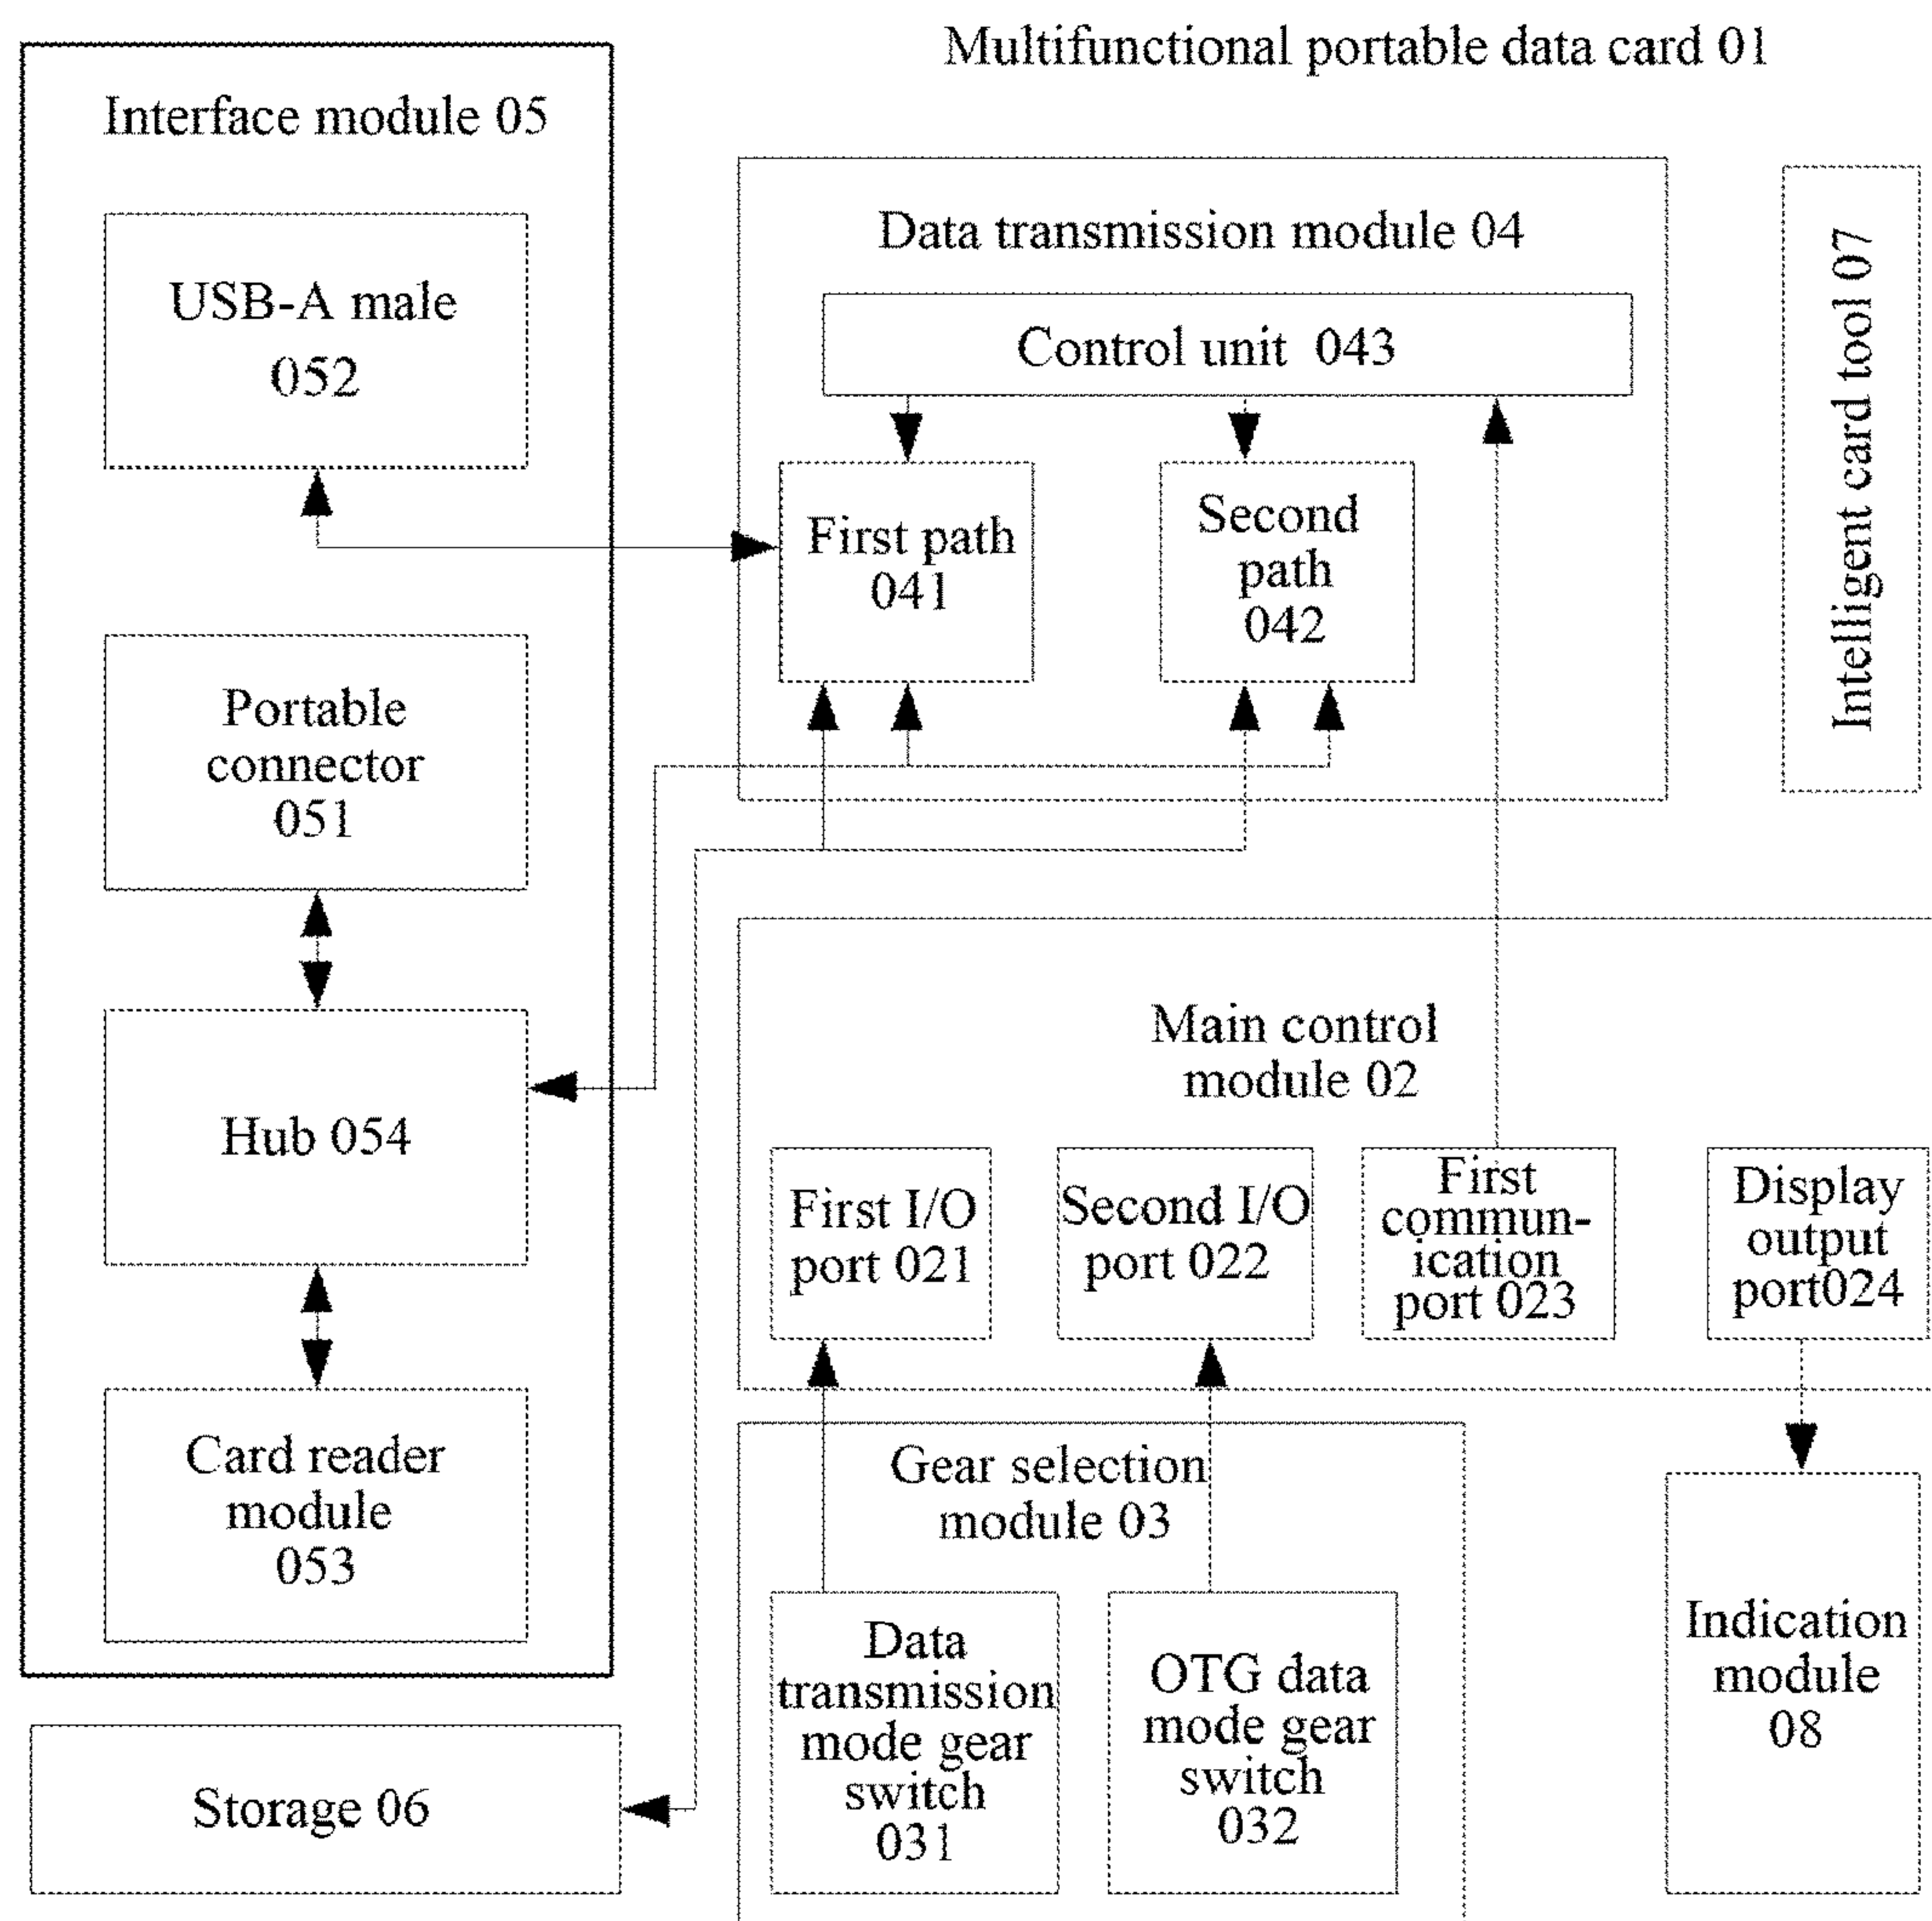 Multifunctional portable data card 01
Interface module 05
USB-A male
052
Portable
connector
051
Hub 054
Card reader
module
053
Storage 06
Data transmission module 04
Control unit 043
First path
041
Second
path
042
Intelligent card tool 07
Main control
module 02
First I/O
port 021
Second I/O
port 022
First
commun-
ication
port 023
Display
output
port024
Gear selection
module 03
Data
transmission
mode gear
switch
031
OTG data
mode gear
switch
032
Indication
module
08